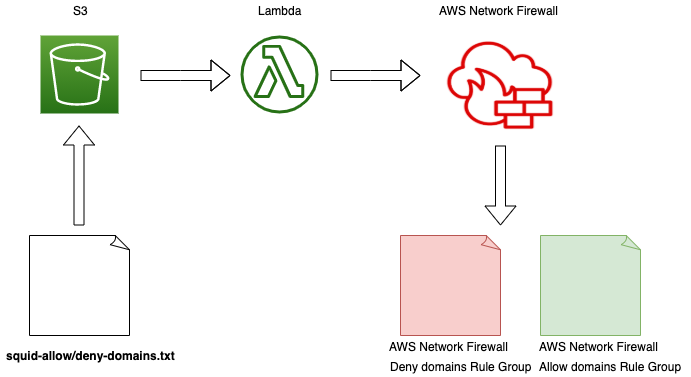 S3
Lambda
AWS Network Firewall
squid-allow/deny-domains.txt
AWS Network Firewall
Deny domains Rule Group
AWS Network Firewall
Allow domains Rule Group